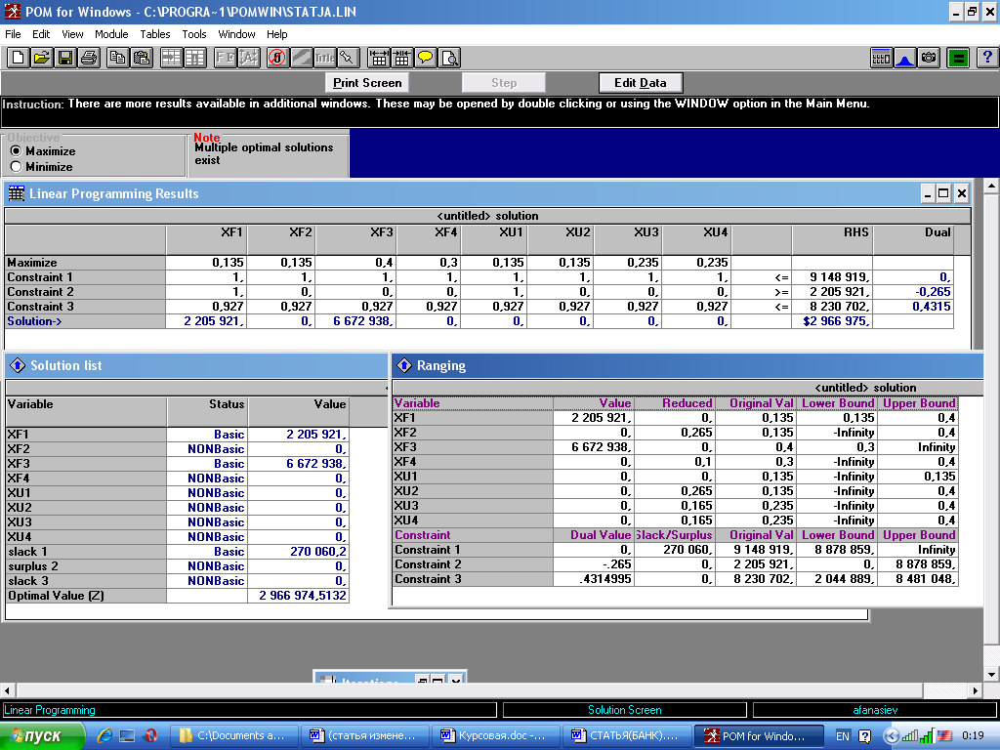 POM for Windows - C:\PROGRA~1\POMWIN\STATJA.LIN
File Edit View Module Tables Tools Window Help
Print Screen Step Edit Data
Instruction: There are more results available in additional windows. These may be opened by double clicking or using the WINDOW option in the Main Menu.
Objective
Maximize
Minimize
Note
Multiple optimal solutions
exist
Linear Programming Results
<untitled> solution
XF1 XF2 XF3 XF4 XU1 XU2 XU3 XU4 RHS Dual
Maximize 0,135 0,135 0,4 0,3 0,135 0,135 0,235 0,235
Constraint 1 1, 1, 1, 1, 1, 1, 1, 1, <= 9 148 919, 0,
Constraint 2 1, 0, 0, 0, 1, 0, 0, 0, >= 2 205 921, -0,265
Constraint 3 0,927 0,927 0,927 0,927 0,927 0,927 0,927 0,927 <= 8 230 702, 0,4315
Solution-> 2 205 921, 0, 6 672 938, 0, 0, 0, 0, 0, $2 966 975,
Solution list
Variable Status Value
XF1 Basic 2 205 921,
XF2 NONBasic 0,
XF3 Basic 6 672 938,
XF4 NONBasic 0,
XU1 NONBasic 0,
XU2 NONBasic 0,
XU3 NONBasic 0,
XU4 NONBasic 0,
slack 1 Basic 270 060,2
surplus 2 NONBasic 0,
slack 3 NONBasic 0,
Optimal Value (Z) 2 966 974,5132
Ranging
<untitled> solution
Variable Value Reduced Original Val Lower Bound Upper Bound
XF1 2 205 921, 0, 0,135 0,135 0,4
XF2 0, 0,265 0,135 -Infinity 0,4
XF3 6 672 938, 0, 0,4 0,3 Infinity
XF4 0, 0,1 0,3 -Infinity 0,4
XU1 0, 0, 0,135 -Infinity 0,135
XU2 0, 0,265 0,135 -Infinity 0,4
XU3 0, 0,165 0,235 -Infinity 0,4
XU4 0, 0,165 0,235 -Infinity 0,4
Constraint Dual Value Slack/Surplus Original Val Lower Bound Upper Bound
Constraint 1 0, 270 060, 9 148 919, 8 878 859, Infinity
Constraint 2 -.265 0, 2 205 921, 0, 8 878 859,
Constraint 3 .4314995 0, 8 230 702, 2 044 889, 8 481 048,
Iterations
Linear Programming Solution Screen afanasiev
пуск C:\Documents a... (статья измене... Курсовая.doc -... СТАТЬЯ(БАНК).... POM for Windo... EN 0:19